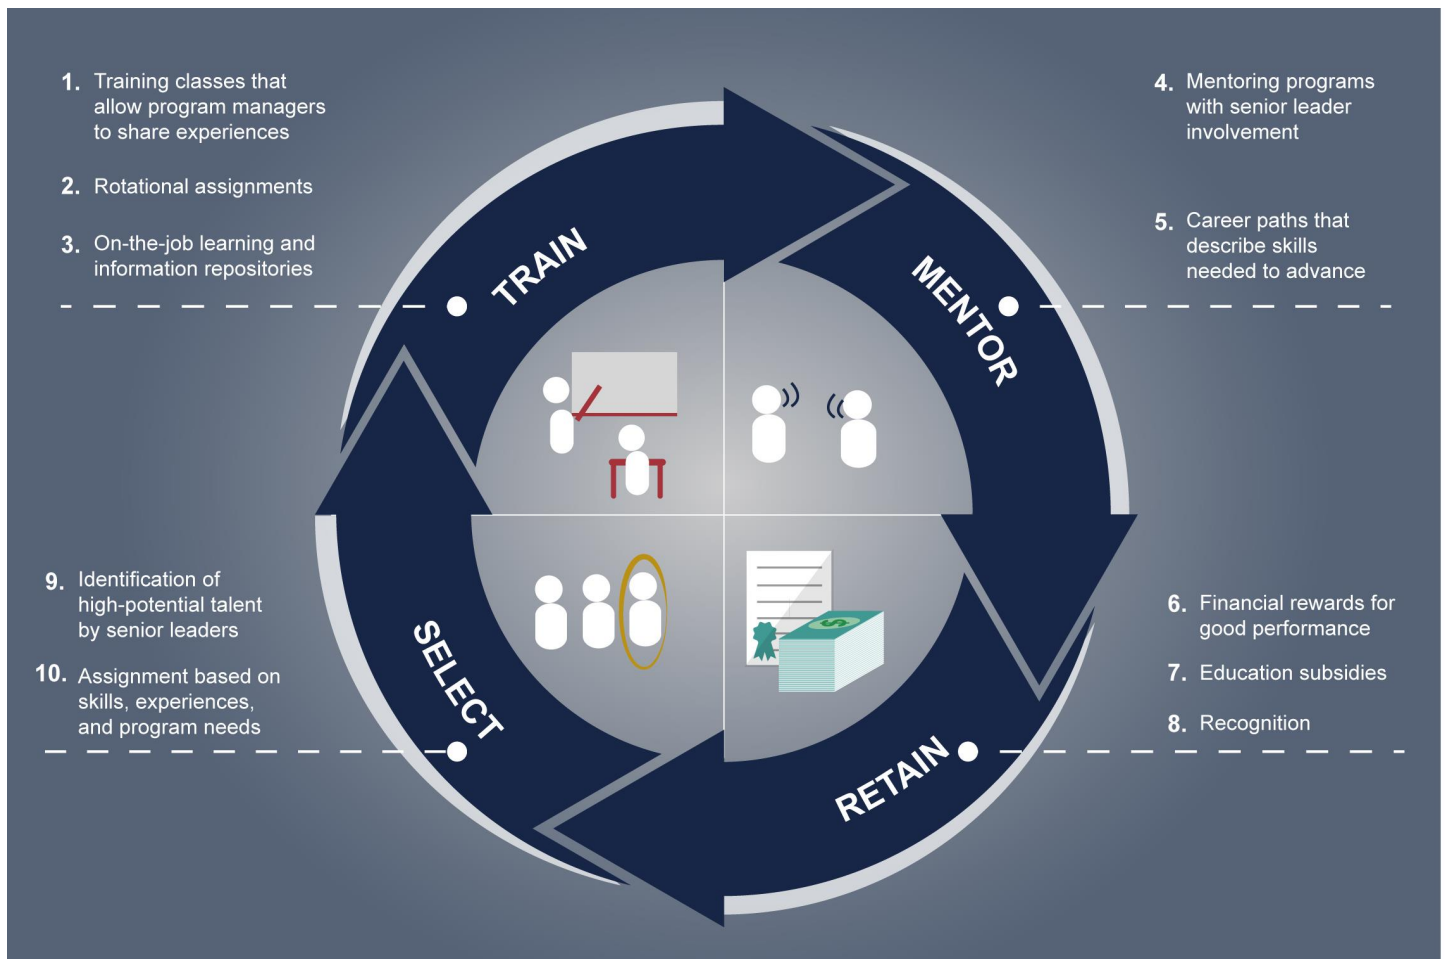 1. Training classes that
allow program managers
to share experiences
2. Rotational assignments
3. On-the-job learning and
information repositories
TRAIN
4. Mentoring programs
with senior leader
involvement
5. Career paths that
describe skills
needed to advance
MENTOR
6. Financial rewards for
good performance
7. Education subsidies
8. Recognition
RETAIN
$
9. Identification of
high-potential talent
by senior leaders
10. Assignment based on
skills, experiences,
and program needs
SELECT